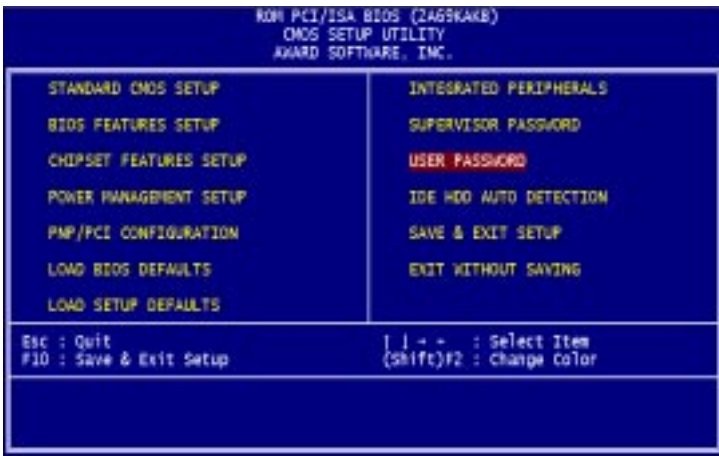 ROM PCI/ISA BIOS (2A69KAKB)
CMOS SETUP UTILITY
AWARD SOFTWARE, INC.
STANDARD CMOS SETUP
BIOS FEATURES SETUP
CHIPSET FEATURES SETUP
POWER MANAGEMENT SETUP
PNP/PCI CONFIGURATION
LOAD BIOS DEFAULTS
LOAD SETUP DEFAULTS
INTEGRATED PERIPHERALS
SUPERVISOR PASSWORD
USER PASSWORD
IDE HDD AUTO DETECTION
SAVE & EXIT SETUP
EXIT WITHOUT SAVING
Esc : Quit
F10 : Save & Exit Setup
: Select Item
(Shift)F2 : Change Color